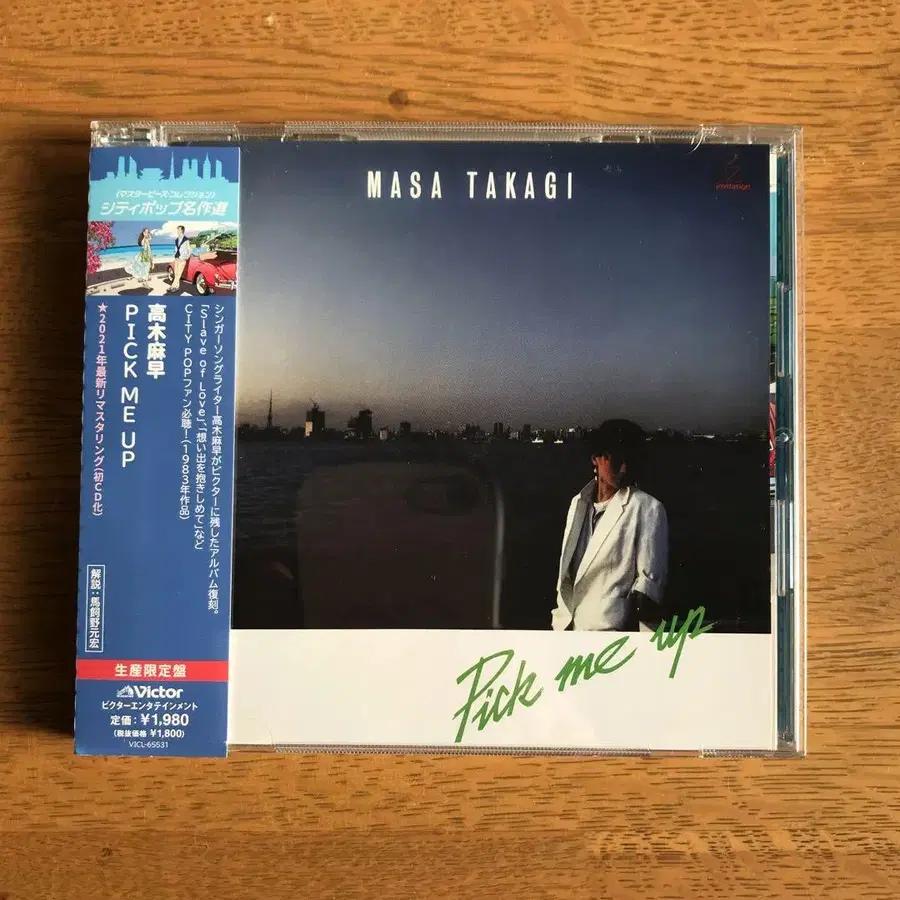 〈マスターピース・コレクション〉
シティポップ名作選
シンガーソングライター高木麻早がビクターに残したアルバム復刻。
「Slave of Love」、「想い出を抱きしめて」など
CITY POPファン必聴！(1983年作品)
高木麻早
PICK ME UP
★2021年最新リマスタリング(初CD化)
解説：馬飼野元宏
生産限定盤
Victor
ビクターエンタテインメント
定価：¥1,980
(税抜価格 ¥1,800)
VICL-65531
MASA TAKAGI
invitation
Pick me up